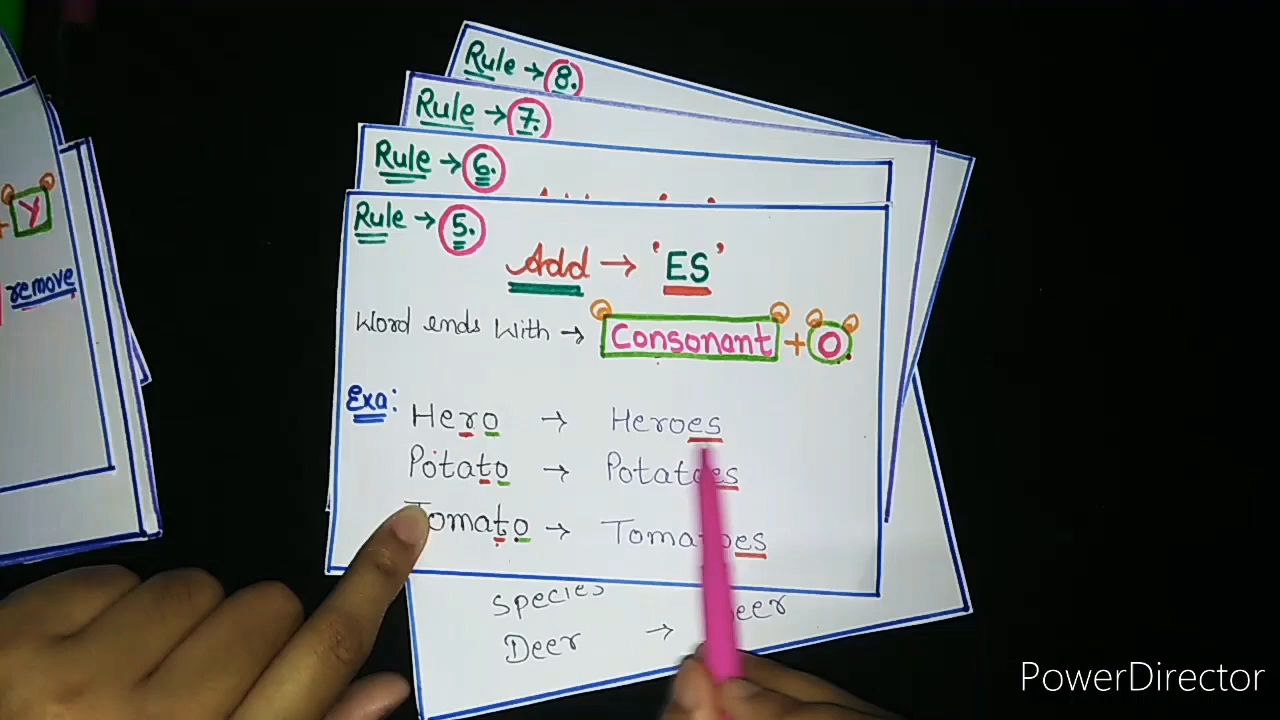 Rule → 8.
Rule → 7.
Rule → 6.
Rule → 5.
Add → 'ES'
Word ends with → Consonant + O
Exa: Hero → Heroes
Potato → Potatoes
Tomato → Tomatoes
Species
Deer → Deer
+ Y
remove
PowerDirector